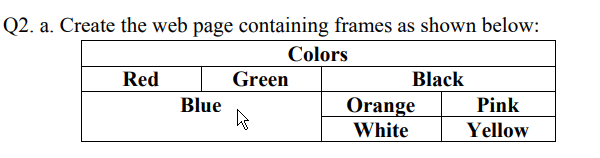 Q2. a. Create the web page containing frames as shown below:
Colors
Red Green Black
Blue Orange Pink
White Yellow